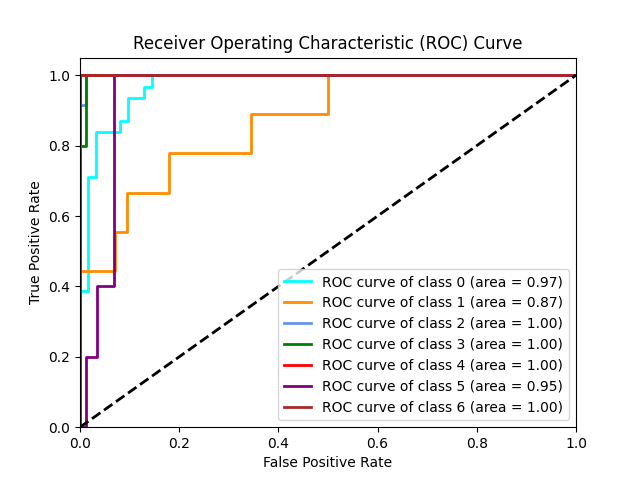 Receiver Operating Characteristic (ROC) Curve
1.0
0.8
0.6
0.4
0.2
0.0
True Positive Rate
ROC curve of class 0 (area = 0.97)
ROC curve of class 1 (area = 0.87)
ROC curve of class 2 (area = 1.00)
ROC curve of class 3 (area = 1.00)
ROC curve of class 4 (area = 1.00)
ROC curve of class 5 (area = 0.95)
ROC curve of class 6 (area = 1.00)
0.0 0.2 0.4 0.6 0.8 1.0
False Positive Rate